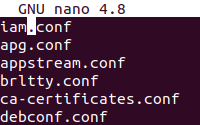 GNU nano 4.8
iam.conf
apg.conf
appstream.conf
brltty.conf
ca-certificates.conf
debconf.conf